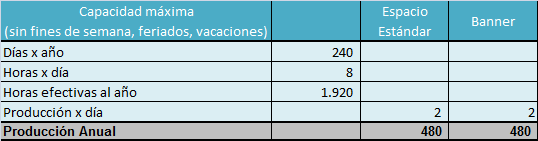 Capacidad máxima
(sin fines de semana, feriados, vacaciones)
Espacio
Estándar
Banner
Días x año 240
Horas x día 8
Horas efectivas al año 1.920
Producción x día 2 2
Producción Anual 480 480